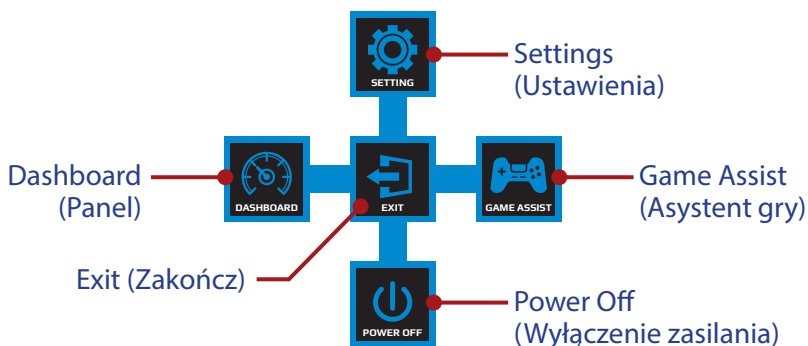 SETTING
Settings
(Ustawienia)
Dashboard
(Panel)
DASHBOARD
EXIT
GAME ASSIST
Game Assist
(Asystent gry)
Exit (Zakończ)
POWER OFF
Power Off
(Wyłączenie zasilania)